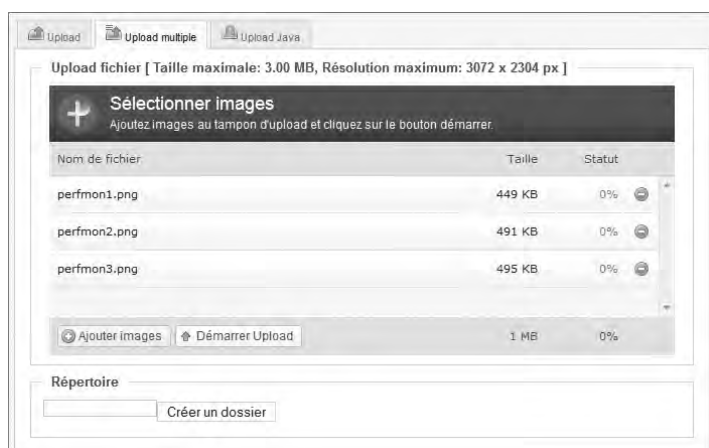 Upload Upload multiple Upload Java
Upload fichier [ Taille maximale: 3.00 MB, Résolution maximum: 3072 x 2304 px ]
Sélectionner images
Ajoutez images au tampon d'upload et cliquez sur le bouton démarrer.
Nom de fichier Taille Statut
perfmon1.png 449 KB 0%
perfmon2.png 491 KB 0%
perfmon3.png 495 KB 0%
Ajouter images Démarrer Upload 1 MB 0%
Répertoire
Créer un dossier